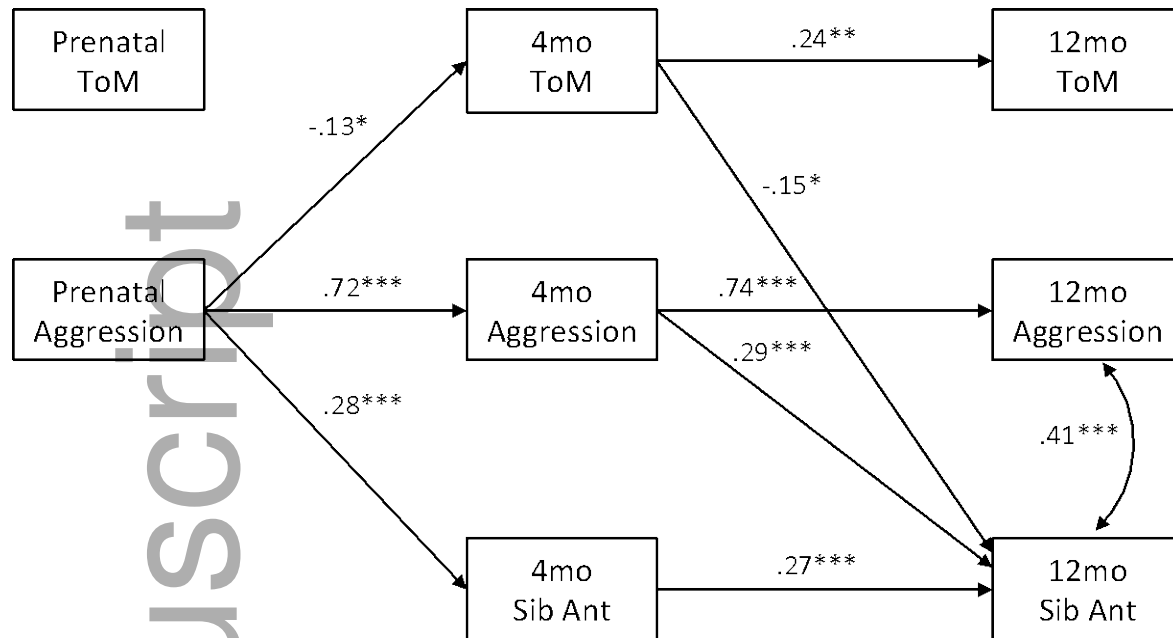 Prenatal
ToM
4mo
ToM
.24**
12mo
ToM
-.13*
-.15*
Prenatal
Aggression
.72***
4mo
Aggression
.74***
12mo
Aggression
.29***
.28***
.41***
4mo
Sib Ant
.27***
12mo
Sib Ant
uscript